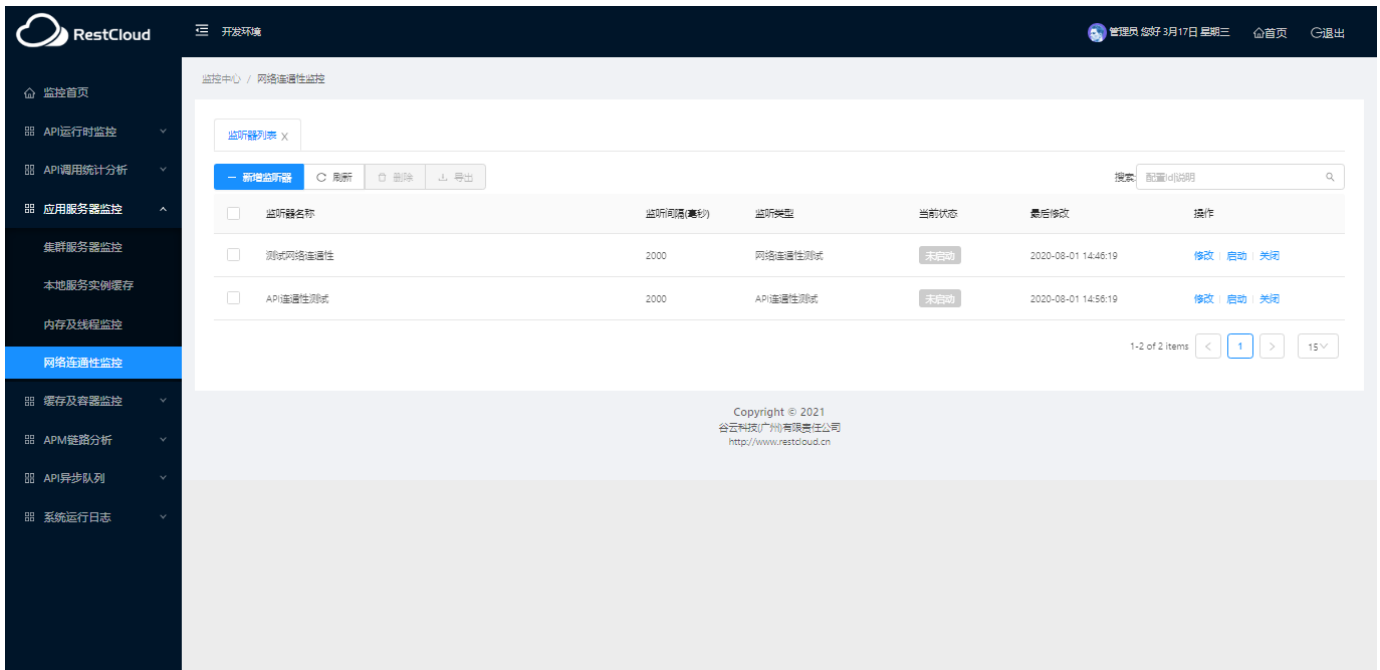 RestCloud
开发环境
管理员 您好 3月17日 星期三
首页
退出
监控首页
API运行时监控
API调用统计分析
应用服务器监控
集群服务器监控
本地服务实例缓存
内存及线程监控
网络连通性监控
缓存及容器监控
APM链路分析
API异步队列
系统运行日志
监控中心 / 网络连通性监控
监听器列表 X
新增监听器 刷新 删除 导出
搜索: 配置Id|说明
监听器名称 监听间隔(毫秒) 监听类型 当前状态 最后修改 操作
测试网络连通性 2000 网络连通性测试 未启动 2020-08-01 14:46:19 修改 启动 关闭
API连通性测试 2000 API连通性测试 未启动 2020-08-01 14:56:19 修改 启动 关闭
1-2 of 2 items < 1 > 15
Copyright © 2021
谷云科技(广州)有限责任公司
http://www.restcloud.cn